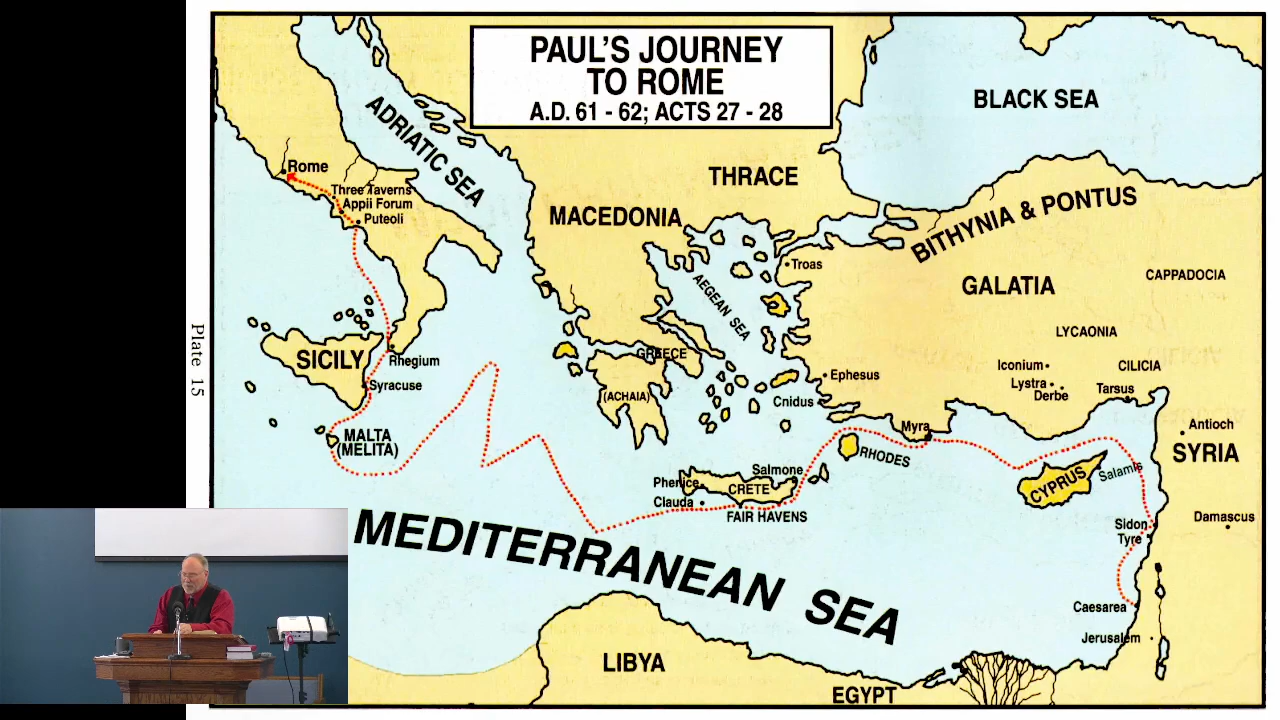 PAUL'S JOURNEY
TO ROME
A.D. 61 - 62; ACTS 27 - 28
BLACK SEA
ADRIATIC SEA
THRACE
Rome
Three Taverns
Appii Forum
Puteoli
MACEDONIA
BITHYNIA & PONTUS
Troas
AEGEAN SEA
GALATIA
CAPPADOCIA
LYCAONIA
Plate 15
SICILY
Rhegium
GREECE
Syracuse
(ACHAIA)
Ephesus
Cnidus
Iconium
CILICIA
Lystra
Derbe
Tarsus
MALTA
(MELITA)
Myra
RHODES
Antioch
SYRIA
Phenice
Salmone
CRETE
Clauda
FAIR HAVENS
CYPRUS
Salamis
Sidon
Tyre
Damascus
MEDITERRANEAN SEA
Caesarea
Jerusalem
LIBYA
EGYPT